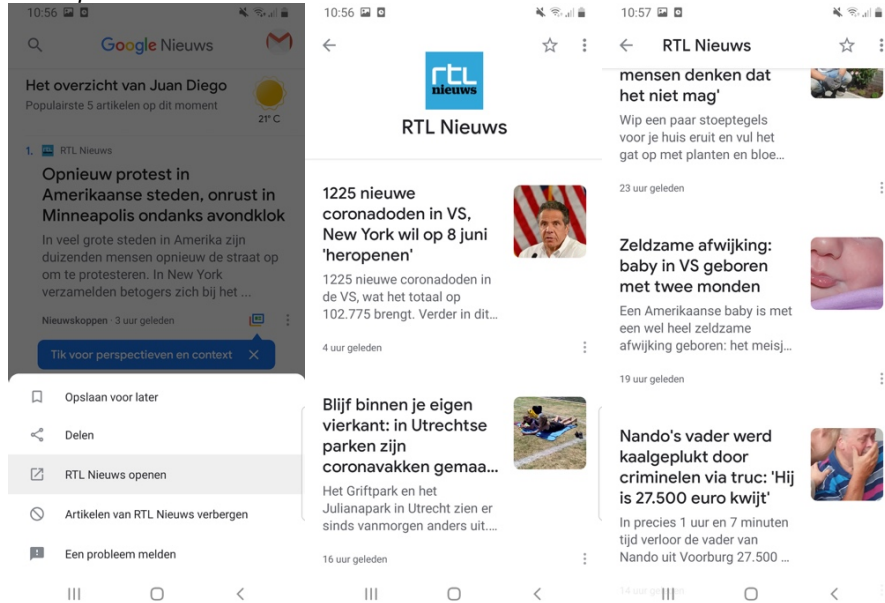 10:56
Google Nieuws
Het overzicht van Juan Diego
Populairste 5 artikelen op dit moment
21° C
1. RTL Nieuws
Opnieuw protest in
Amerikaanse steden, onrust in
Minneapolis ondanks avondklok
In veel grote steden in Amerika zijn
duizenden mensen opnieuw de straat op
om te protesteren. In New York
verzamelden betogers zich bij het ...
Nieuwskoppen · 3 uur geleden
Tik voor perspectieven en context
Opslaan voor later
Delen
RTL Nieuws openen
Artikelen van RTL Nieuws verbergen
Een probleem melden
10:56
rtl
nieuws
RTL Nieuws
1225 nieuwe
coronadoden in VS,
New York wil op 8 juni
'heropenen'
1225 nieuwe coronadoden in
de VS, wat het totaal op
102.775 brengt. Verder in dit...
4 uur geleden
Blijf binnen je eigen
vierkant: in Utrechtse
parken zijn
coronavakken gemaa...
Het Griftpark en het
Julianapark in Utrecht zien er
sinds vanmorgen anders uit....
16 uur geleden
10:57
RTL Nieuws
mensen denken dat
het niet mag'
Wip een paar stoeptegels
voor je huis eruit en vul het
gat op met planten en bloe...
23 uur geleden
Zeldzame afwijking:
baby in VS geboren
met twee monden
Een Amerikaanse baby is met
een wel heel zeldzame
afwijking geboren: het meisj...
19 uur geleden
Nando's vader werd
kaalgeplukt door
criminelen via truc: 'Hij
is 27.500 euro kwijt'
In precies 1 uur en 7 minuten
tijd verloor de vader van
Nando uit Voorburg 27.500 ...
14 uur geleden